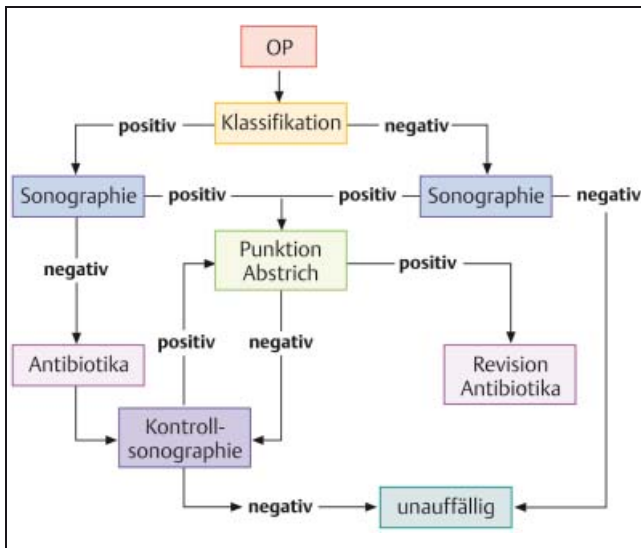 OP
Klassifikation
positiv
negativ
Sonographie
positiv
positiv
Sonographie
negativ
negativ
Punktion
Abstrich
positiv
positiv
negativ
Antibiotika
Revision
Antibiotika
Kontroll-
sonographie
negativ
unauffällig